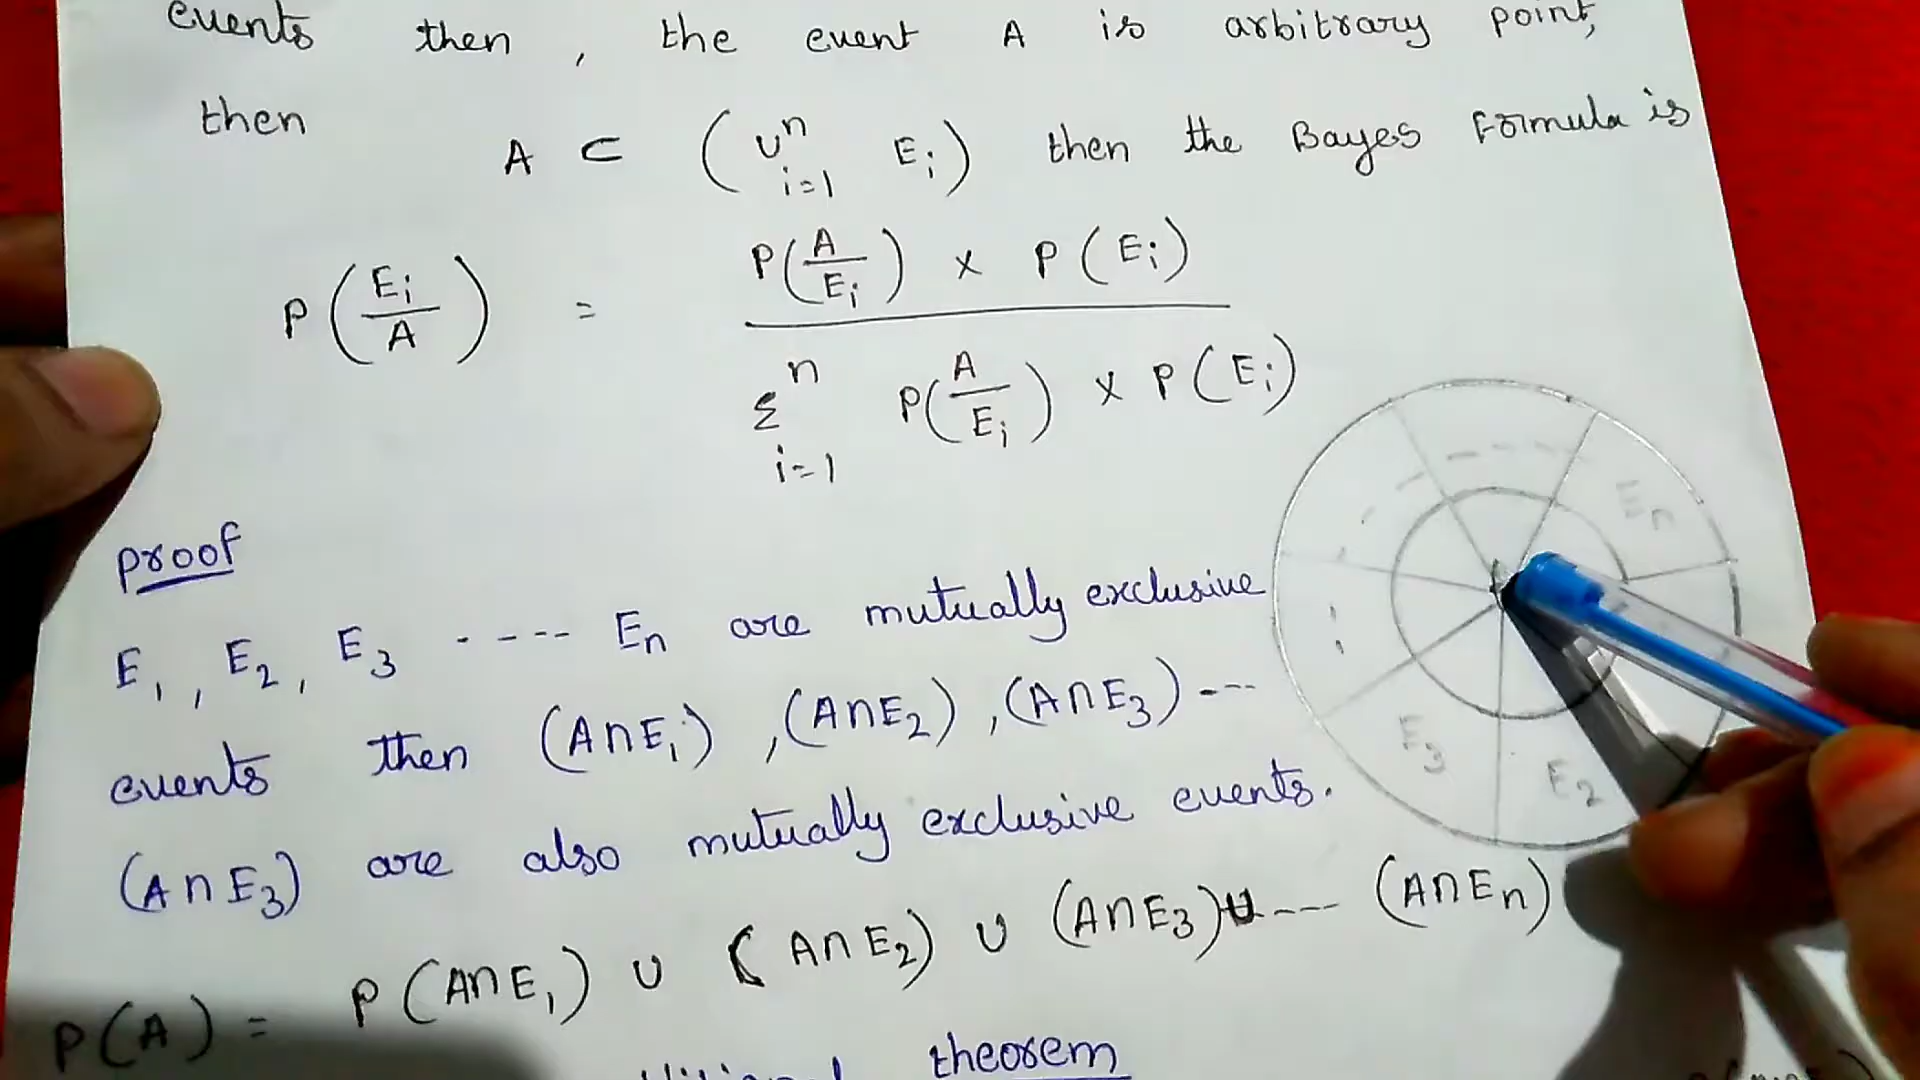 events then , the event A is arbitrary point,
then
A ⊂ (∪ⁿᵢ₌₁ Eᵢ) then the Bayes Formula is
P(Eᵢ/A) = P(A/Eᵢ) x P(Eᵢ) / Σⁿᵢ₌₁ P(A/Eᵢ) x P(Eᵢ)
proof
E₁, E₂, E₃ ----- Eₙ are mutually exclusive
events then (A∩E₁), (A∩E₂), (A∩E₃)---
(A∩E₃) are also mutually exclusive events.
P(A) = P(A∩E₁) ∪ (A∩E₂) ∪ (A∩E₃)∪---- (A∩Eₙ)
theorem
Eₙ
E₃
E₂